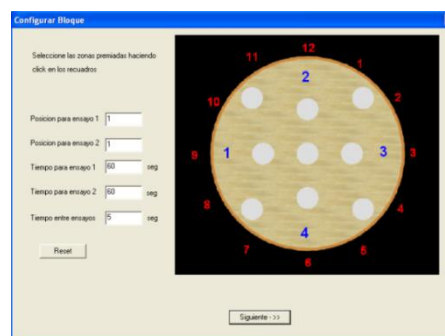 Configurar Bloque
Seleccione las zonas premiadas haciendo
click en los recuadros
Posicion para ensayo 1 1
Posicion para ensayo 2 1
Tiempo para ensayo 1 60 seg
Tiempo para ensayo 2 60 seg
Tiempo entre ensayos 5 seg
Reset
12
11 1
2
10 2
9 1 3 3
8 4
4
7 5
6
Siguiente ->>